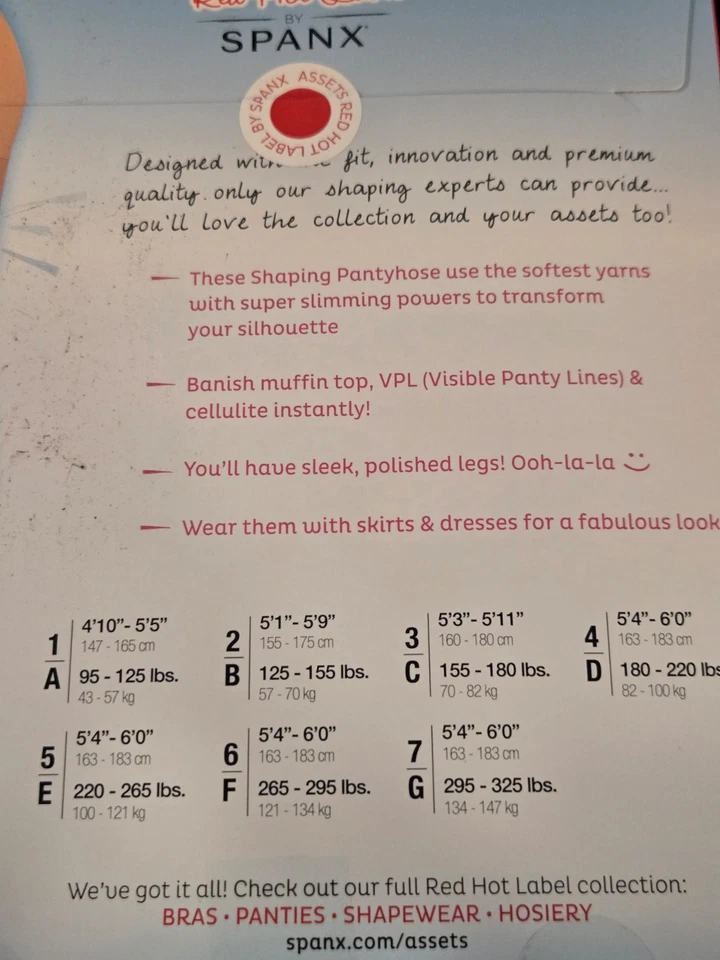 Red Hot Label
BY
SPANX
ASSETS RED HOT LABEL BY SPANX
Designed with fit, innovation and premium
quality only our shaping experts can provide...
you'll love the collection and your assets too!
— These Shaping Pantyhose use the softest yarns
with super slimming powers to transform
your silhouette
— Banish muffin top, VPL (Visible Panty Lines) &
cellulite instantly!
— You'll have sleek, polished legs! Ooh-la-la :)
— Wear them with skirts & dresses for a fabulous look
1 A
4'10"- 5'5"
147 - 165 cm
95 - 125 lbs.
43 - 57 kg
2 B
5'1"- 5'9"
155 - 175 cm
125 - 155 lbs.
57 - 70 kg
3 C
5'3"- 5'11"
160 - 180 cm
155 - 180 lbs.
70 - 82 kg
4 D
5'4"- 6'0"
163 - 183 cm
180 - 220 lbs
82 - 100 kg
5 E
5'4"- 6'0"
163 - 183 cm
220 - 265 lbs.
100 - 121 kg
6 F
5'4"- 6'0"
163 - 183 cm
265 - 295 lbs.
121 - 134 kg
7 G
5'4"- 6'0"
163 - 183 cm
295 - 325 lbs.
134 - 147 kg
We've got it all! Check out our full Red Hot Label collection:
BRAS • PANTIES • SHAPEWEAR • HOSIERY
spanx.com/assets